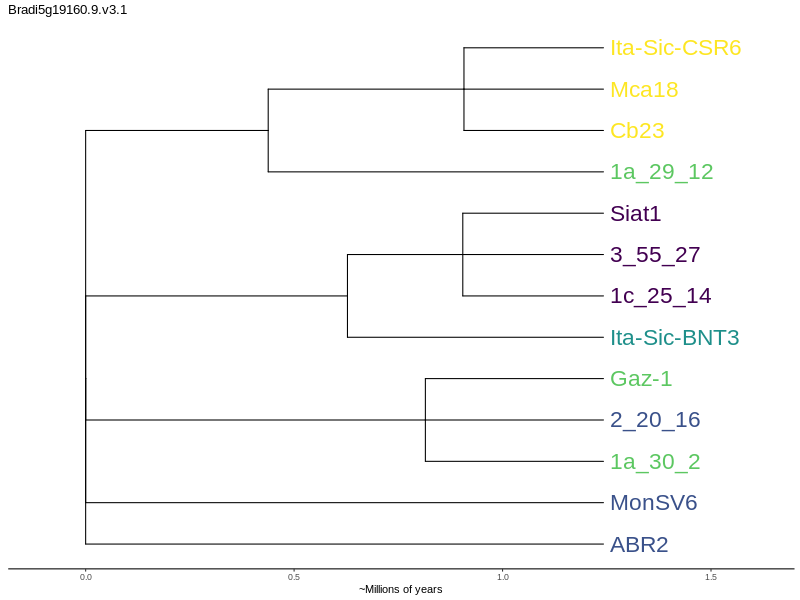 Bradi5g19160.9.v3.1
Ita-Sic-CSR6
Mca18
Cb23
1a_29_12
Siat1
3_55_27
1c_25_14
Ita-Sic-BNT3
Gaz-1
2_20_16
1a_30_2
MonSV6
ABR2
0.0 0.5 1.0 1.5
~Millions of years